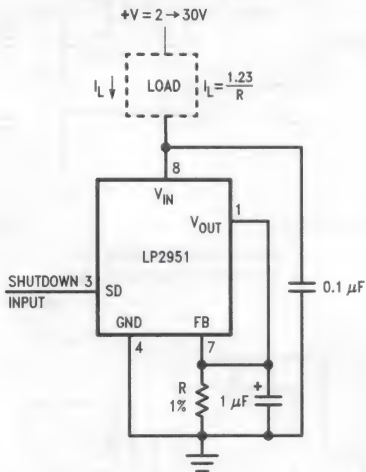 +V = 2 → 30V
I_L ↓
LOAD
I_L = 1.23/R
8
V_IN
1
V_OUT
LP2951
SHUTDOWN 3
INPUT
SD
0.1 μF
GND
FB
4
7
R
1%
+
1 μF